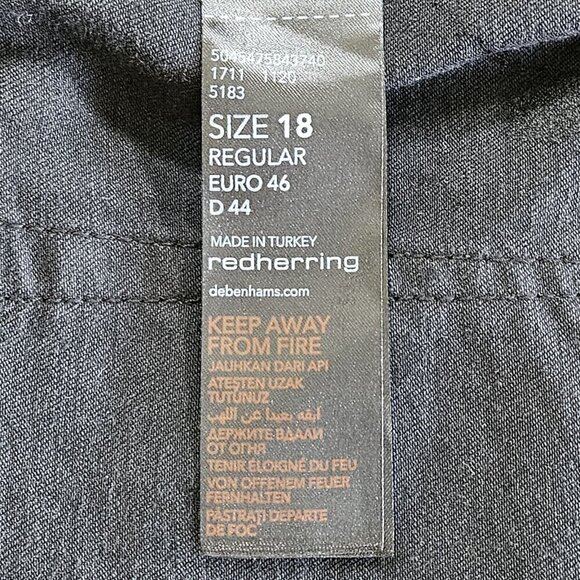 5045475843740
1711 1120
5183
SIZE 18
REGULAR
EURO 46
D 44
MADE IN TURKEY
redherring
debenhams.com
KEEP AWAY
FROM FIRE
JAUHKAN DARI API
ATEŞTEN UZAK
TUTUNUZ
ابقه بعيدا عن اللهب
ДЕРЖИТЕ ВДАЛИ
ОТ ОГНЯ
TENIR ÉLOIGNÉ DU FEU
VON OFFENEM FEUER
FERNHALTEN
PĂSTRAȚI DEPARTE
DE FOC